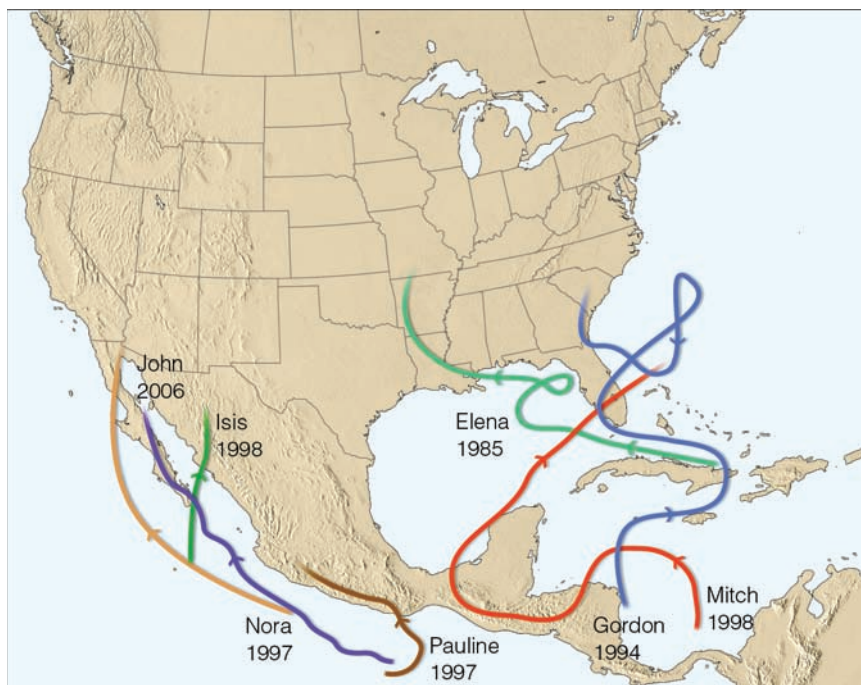 John
2006
Isis
1998
Elena
1985
Nora
1997
Pauline
1997
Gordon
1994
Mitch
1998